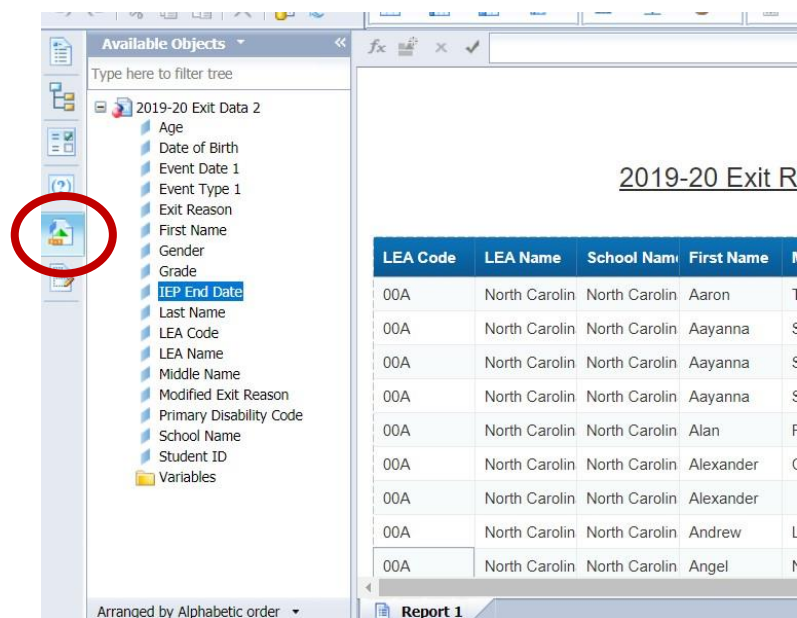 Available Objects
Type here to filter tree
2019-20 Exit Data 2
Age
Date of Birth
Event Date 1
Event Type 1
Exit Reason
First Name
Gender
Grade
IEP End Date
Last Name
LEA Code
LEA Name
Middle Name
Modified Exit Reason
Primary Disability Code
School Name
Student ID
Variables
Arranged by Alphabetic order
fx
2019-20 Exit R
LEA Code LEA Name School Nam First Name M
00A North Carolin North Carolin Aaron T
00A North Carolin North Carolin Aayanna S
00A North Carolin North Carolin Aayanna S
00A North Carolin North Carolin Aayanna S
00A North Carolin North Carolin Alan
00A North Carolin North Carolin Alexander
00A North Carolin North Carolin Alexander
00A North Carolin North Carolin Andrew L
00A North Carolin North Carolin Angel N
Report 1